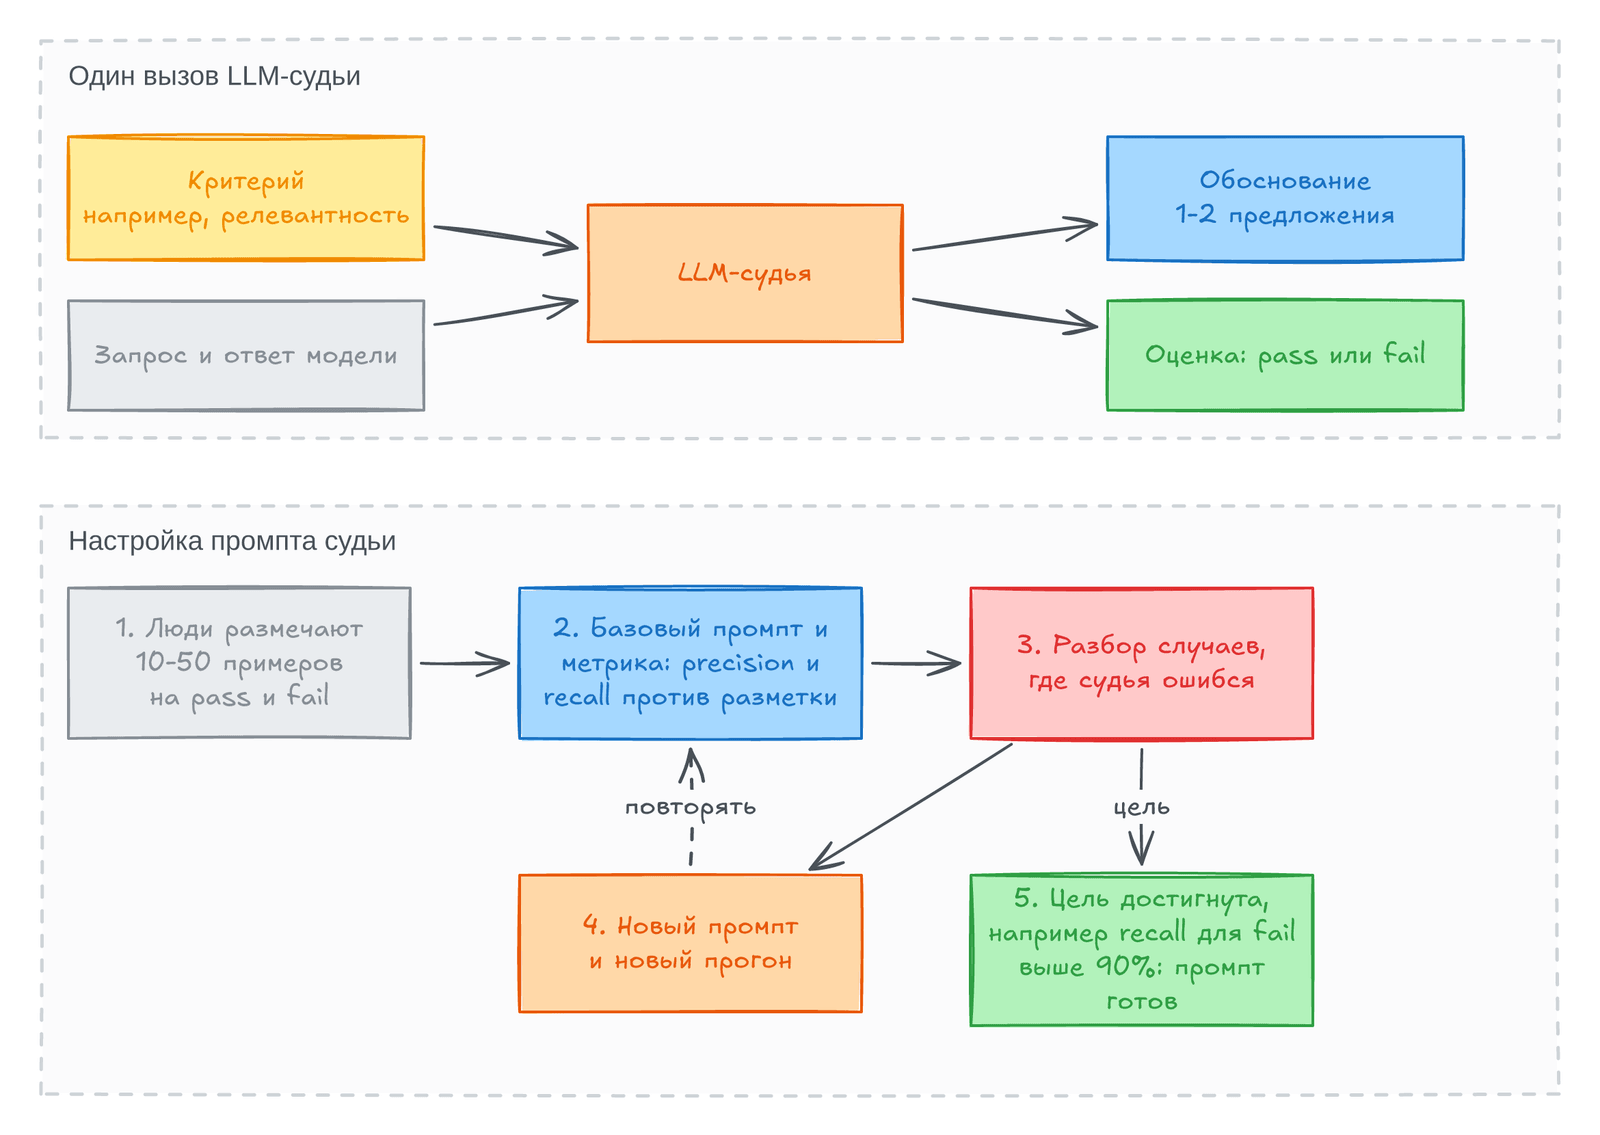 Один вызов LLM-судьи
Критерий
например, релевантность
Запрос и ответ модели
LLM-судья
Обоснование
1-2 предложения
Оценка: pass или fail
Настройка промпта судьи
1. Люди размечают
10-50 примеров
на pass и fail
2. Базовый промпт и
метрика: precision и
recall против разметки
3. Разбор случаев,
где судья ошибся
повторять
цель
4. Новый промпт
и новый прогон
5. Цель достигнута,
например recall для fail
выше 90%: промпт
готов